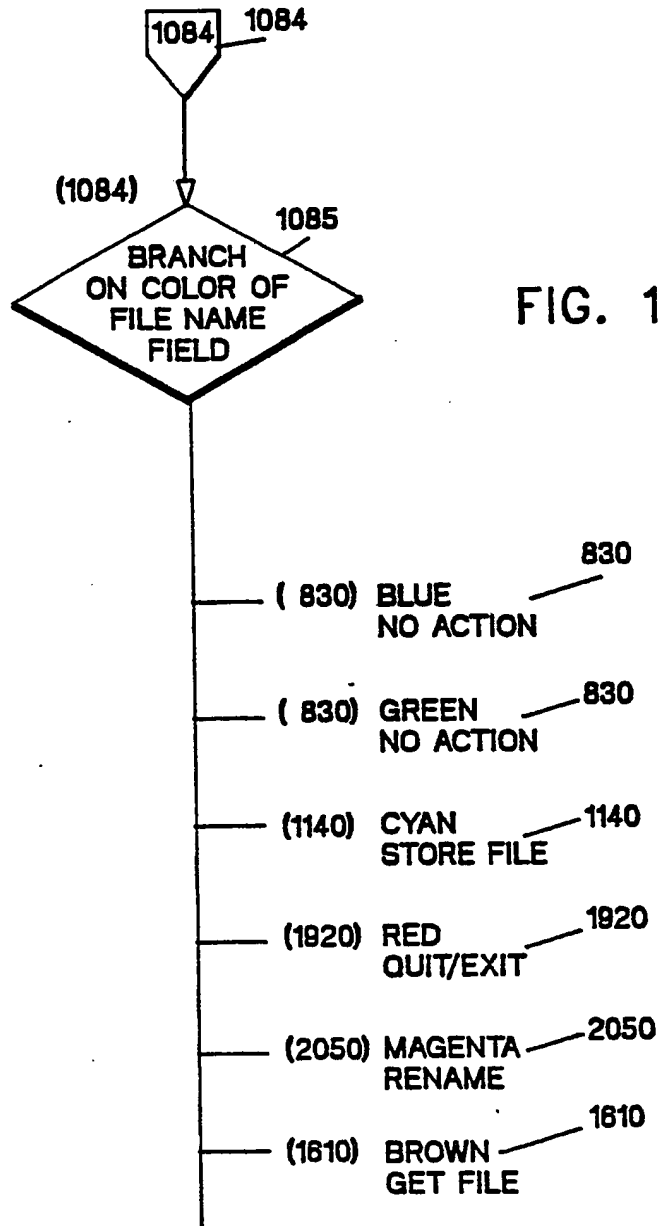 1084 1084
(1084)
1085
BRANCH
ON COLOR OF
FILE NAME
FIELD
FIG. 1
( 830) BLUE 830
NO ACTION
( 830) GREEN 830
NO ACTION
(1140) CYAN 1140
STORE FILE
(1920) RED 1920
QUIT/EXIT
(2050) MAGENTA 2050
RENAME
(1610) BROWN 1610
GET FILE